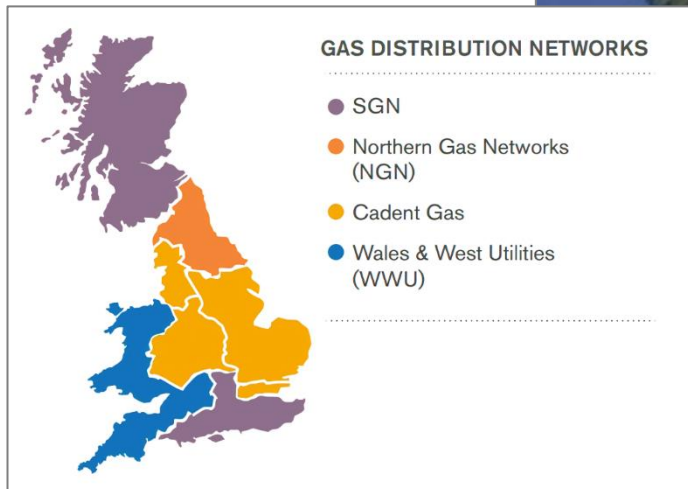 GAS DISTRIBUTION NETWORKS
SGN
Northern Gas Networks
(NGN)
Cadent Gas
Wales & West Utilities
(WWU)